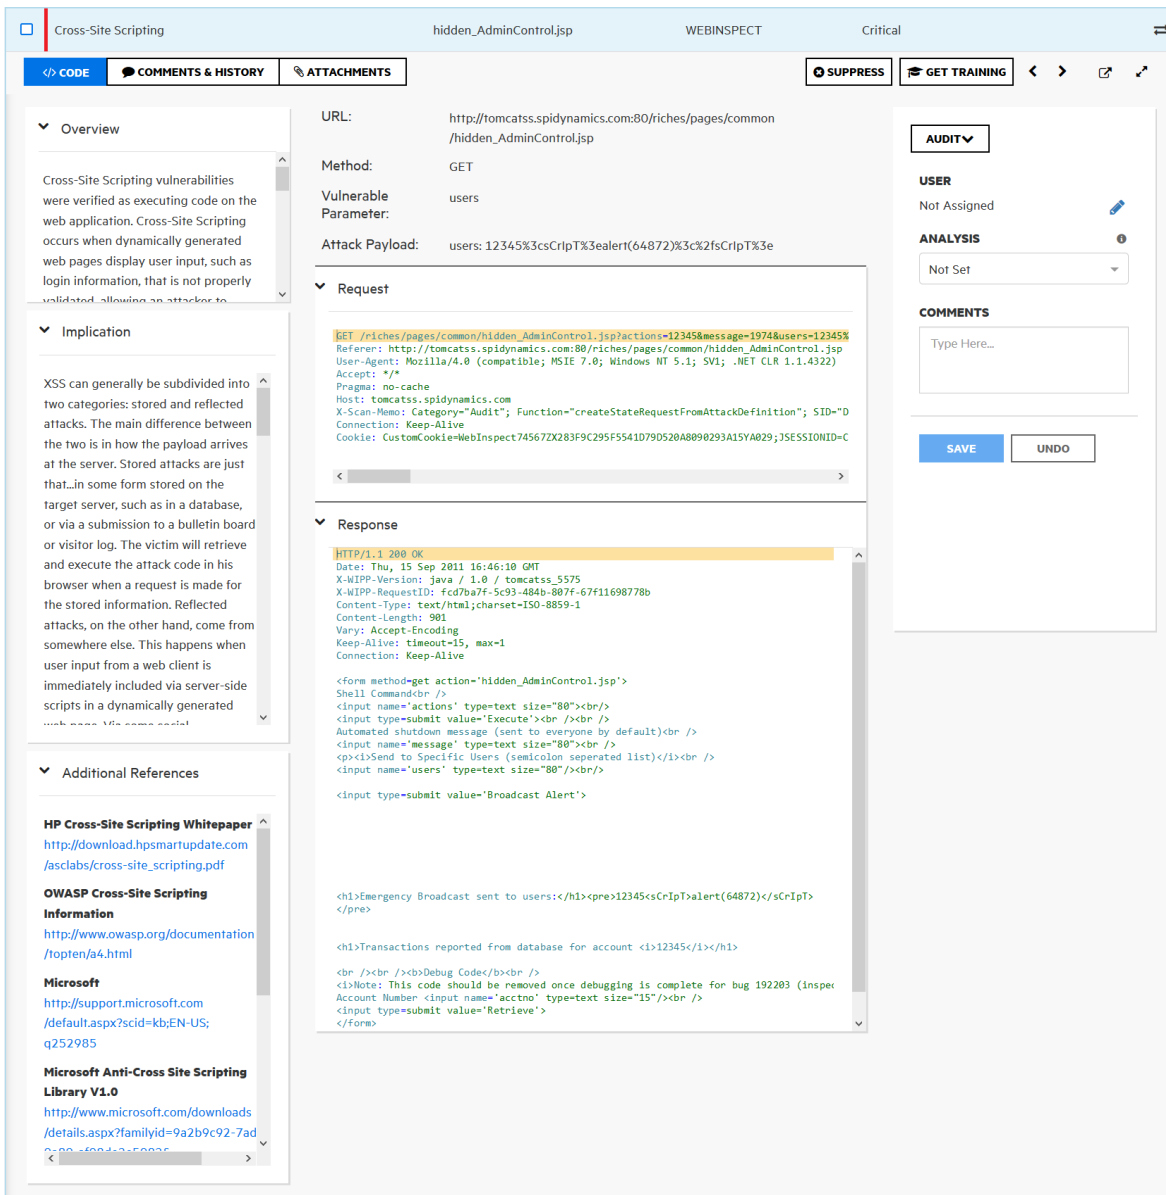 Cross-Site Scripting hidden_AdminControl.jsp WEBINSPECT Critical
</> CODE COMMENTS & HISTORY ATTACHMENTS SUPPRESS GET TRAINING
Overview
Cross-Site Scripting vulnerabilities
were verified as executing code on the
web application. Cross-Site Scripting
occurs when dynamically generated
web pages display user input, such as
login information, that is not properly
validated, allowing an attacker to
Implication
XSS can generally be subdivided into
two categories: stored and reflected
attacks. The main difference between
the two is in how the payload arrives
at the server. Stored attacks are just
that...in some form stored on the
target server, such as in a database,
or via a submission to a bulletin board
or visitor log. The victim will retrieve
and execute the attack code in his
browser when a request is made for
the stored information. Reflected
attacks, on the other hand, come from
somewhere else. This happens when
user input from a web client is
immediately included via server-side
scripts in a dynamically generated
web page. Via some social
Additional References
HP Cross-Site Scripting Whitepaper
http://download.hpsmartupdate.com
/asclabs/cross-site_scripting.pdf
OWASP Cross-Site Scripting
Information
http://www.owasp.org/documentation
/topten/a4.html
Microsoft
http://support.microsoft.com
/default.aspx?scid=kb;EN-US;
q252985
Microsoft Anti-Cross Site Scripting
Library V1.0
http://www.microsoft.com/downloads
/details.aspx?familyid=9a2b9c92-7ad
URL: http://tomcatss.spidynamics.com:80/riches/pages/common
/hidden_AdminControl.jsp
Method: GET
Vulnerable users
Parameter:
Attack Payload: users: 12345%3csCrIpT%3ealert(64872)%3c%2fsCrIpT%3e
Request
GET /riches/pages/common/hidden_AdminControl.jsp?actions=12345&message=1974&users=12345%
Referer: http://tomcatss.spidynamics.com:80/riches/pages/common/hidden_AdminControl.jsp
User-Agent: Mozilla/4.0 (compatible; MSIE 7.0; Windows NT 5.1; SV1; .NET CLR 1.1.4322)
Accept: */*
Pragma: no-cache
Host: tomcatss.spidynamics.com
X-Scan-Memo: Category="Audit"; Function="createStateRequestFromAttackDefinition"; SID="D
Connection: Keep-Alive
Cookie: CustomCookie=WebInspect74567ZX283F9C295F5541D79D520A8090293A15YA029;JSESSIONID=C
Response
HTTP/1.1 200 OK
Date: Thu, 15 Sep 2011 16:46:10 GMT
X-WIPP-Version: java / 1.0 / tomcatss_5575
X-WIPP-RequestID: fcd7ba7f-5c93-484b-807f-67f11698778b
Content-Type: text/html;charset=ISO-8859-1
Content-Length: 901
Vary: Accept-Encoding
Keep-Alive: timeout=15, max=1
Connection: Keep-Alive
<form method=get action='hidden_AdminControl.jsp'>
Shell Command<br />
<input name='actions' type=text size="80"><br/>
<input type=submit value='Execute'><br /><br />
Automated shutdown message (sent to everyone by default)<br />
<input name='message' type=text size="80"><br />
<p><i>Send to Specific Users (semicolon seperated list)</i><br />
<input name='users' type=text size="80"/><br/>
<input type=submit value='Broadcast Alert'>
<h1>Emergency Broadcast sent to users:</h1><pre>12345<sCrIpT>alert(64872)</sCrIpT>
</pre>
<h1>Transactions reported from database for account <i>12345</i></h1>
<br /><br /><b>Debug Code</b><br />
<i>Note: This code should be removed once debugging is complete for bug 192203 (inspec
Account Number <input name='acctno' type=text size="15"/><br />
<input type=submit value='Retrieve'>
</form>
AUDIT
USER
Not Assigned
ANALYSIS
Not Set
COMMENTS
Type Here...
SAVE UNDO